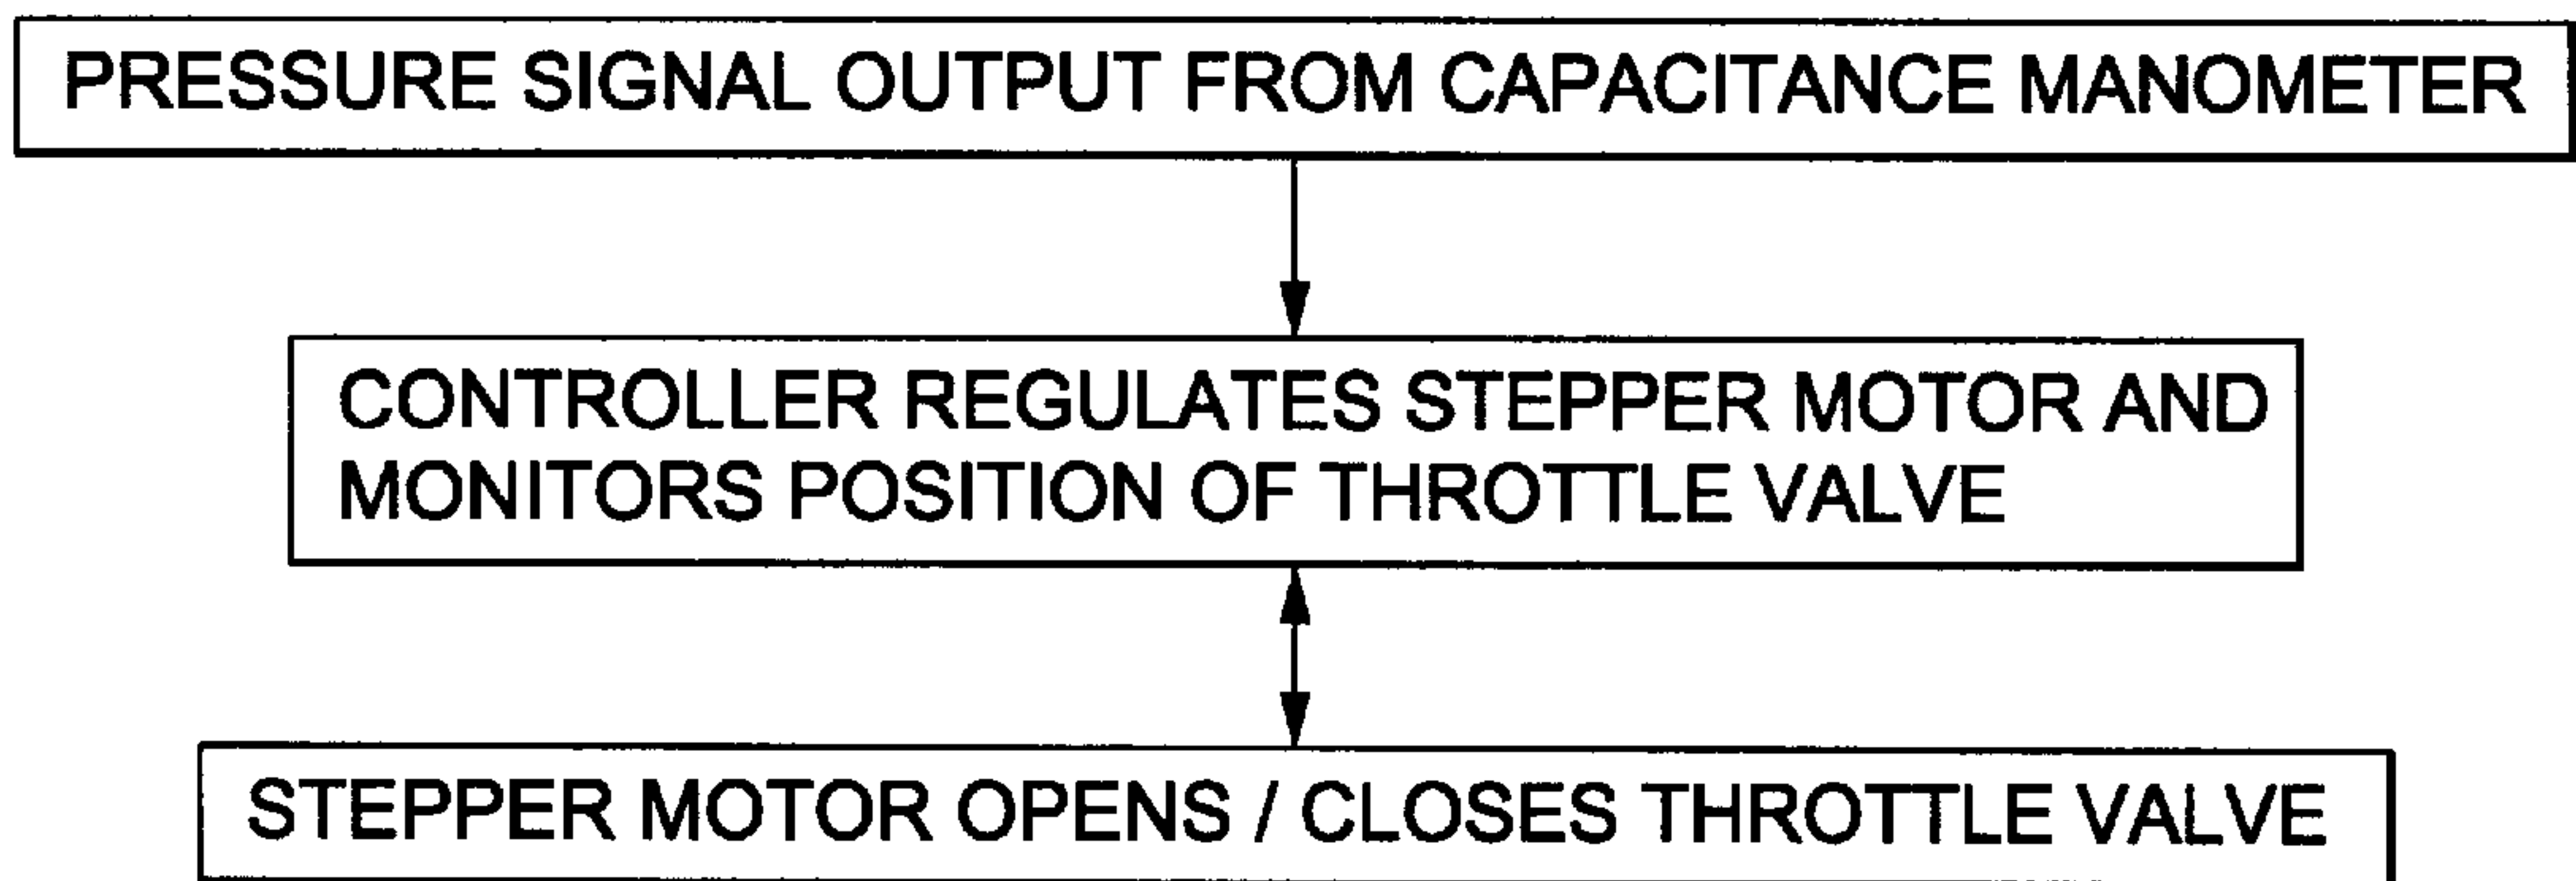 PRESSURE SIGNAL OUTPUT FROM CAPACITANCE MANOMETER
CONTROLLER REGULATES STEPPER MOTOR AND
MONITORS POSITION OF THROTTLE VALVE
STEPPER MOTOR OPENS / CLOSES THROTTLE VALVE